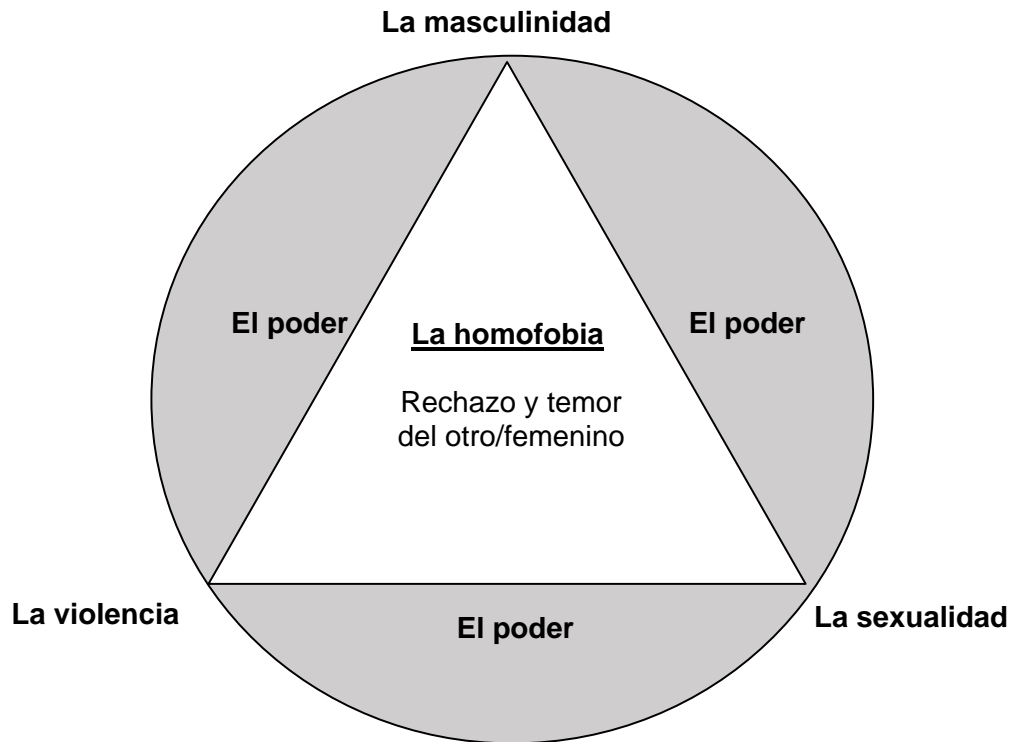 La masculinidad
El poder
El poder
La homofobia
Rechazo y temor
del otro/femenino
La violencia
El poder
La sexualidad